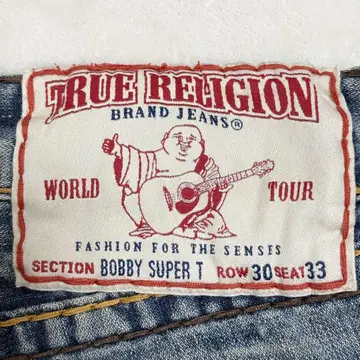 TRUE RELIGION
BRAND JEANS®
WORLD TOUR
FASHION FOR THE SENSES
SECTION BOBBY SUPER T ROW 30 SEAT 33